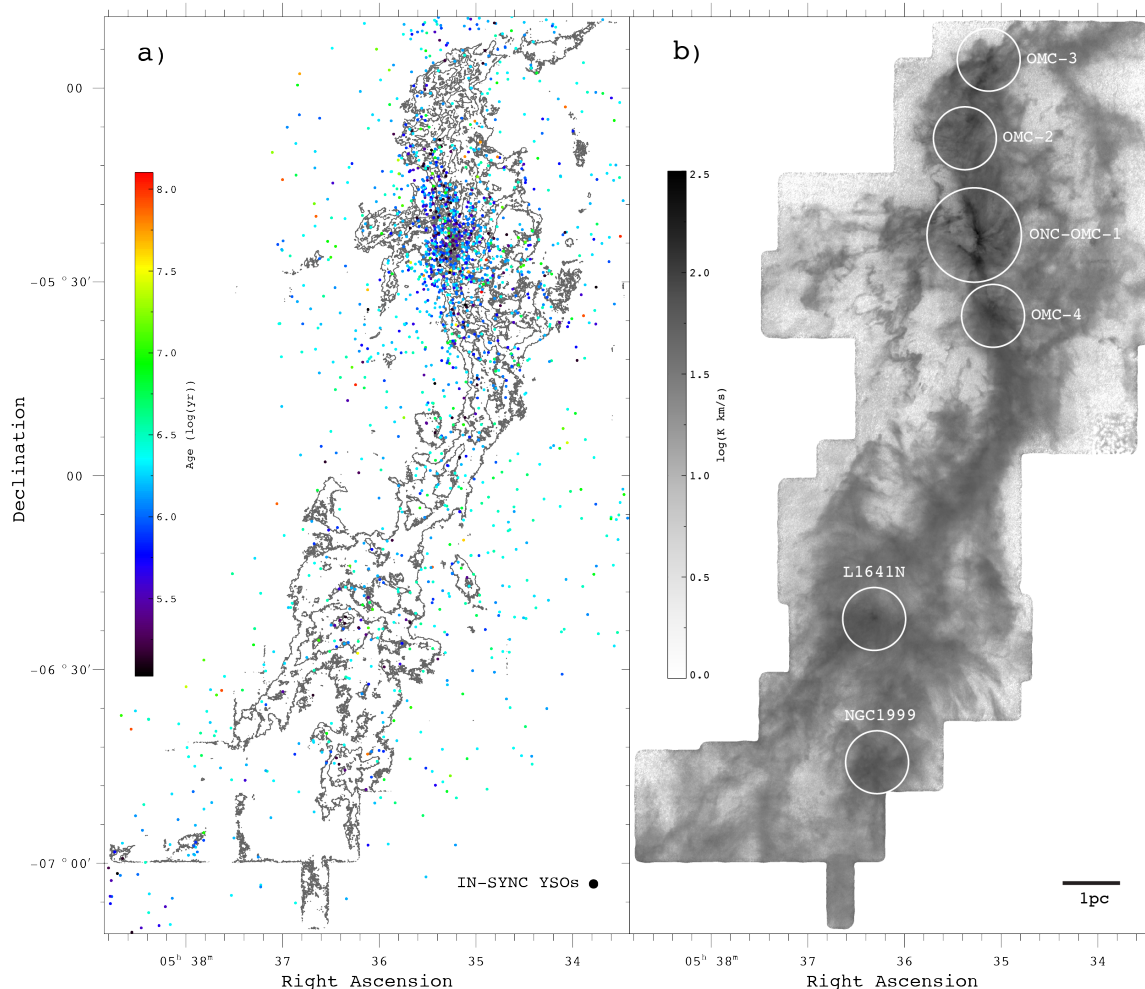 a)
b)
OMC-3
OMC-2
ONC-OMC-1
OMC-4
L1641N
NGC1999
1pc
IN-SYNC YSOs
8.0
7.5
7.0
6.5
6.0
5.5
Age (log(yr))
2.5
2.0
1.5
1.0
0.5
0.0
log(K km/s)
00
-05 °30′
00
-06 °30′
-07 °00′
Declination
05ʰ 38ᵐ
37
36
35
34
Right Ascension
05ʰ 38ᵐ
37
36
35
34
Right Ascension